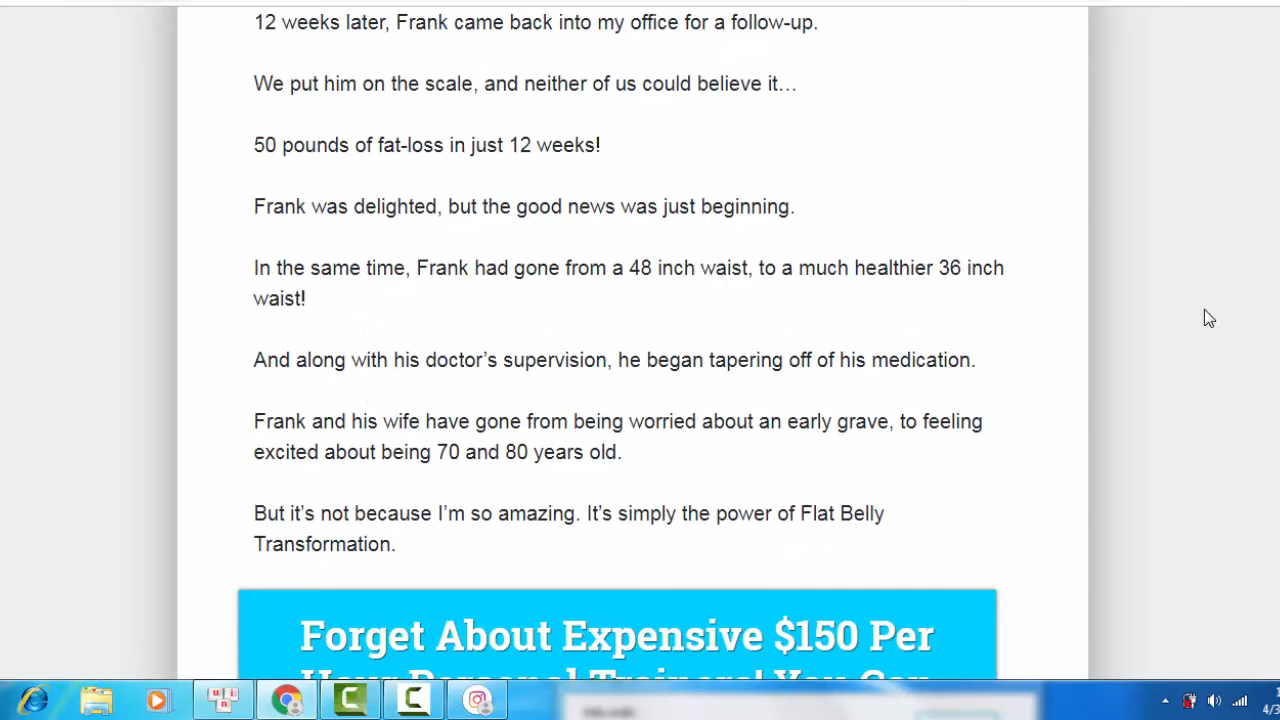 12 weeks later, Frank came back into my office for a follow-up.
We put him on the scale, and neither of us could believe it…
50 pounds of fat-loss in just 12 weeks!
Frank was delighted, but the good news was just beginning.
In the same time, Frank had gone from a 48 inch waist, to a much healthier 36 inch
waist!
And along with his doctor’s supervision, he began tapering off of his medication.
Frank and his wife have gone from being worried about an early grave, to feeling
excited about being 70 and 80 years old.
But it’s not because I’m so amazing. It’s simply the power of Flat Belly
Transformation.
Forget About Expensive $150 Per
Hour Personal Trainers! You Can